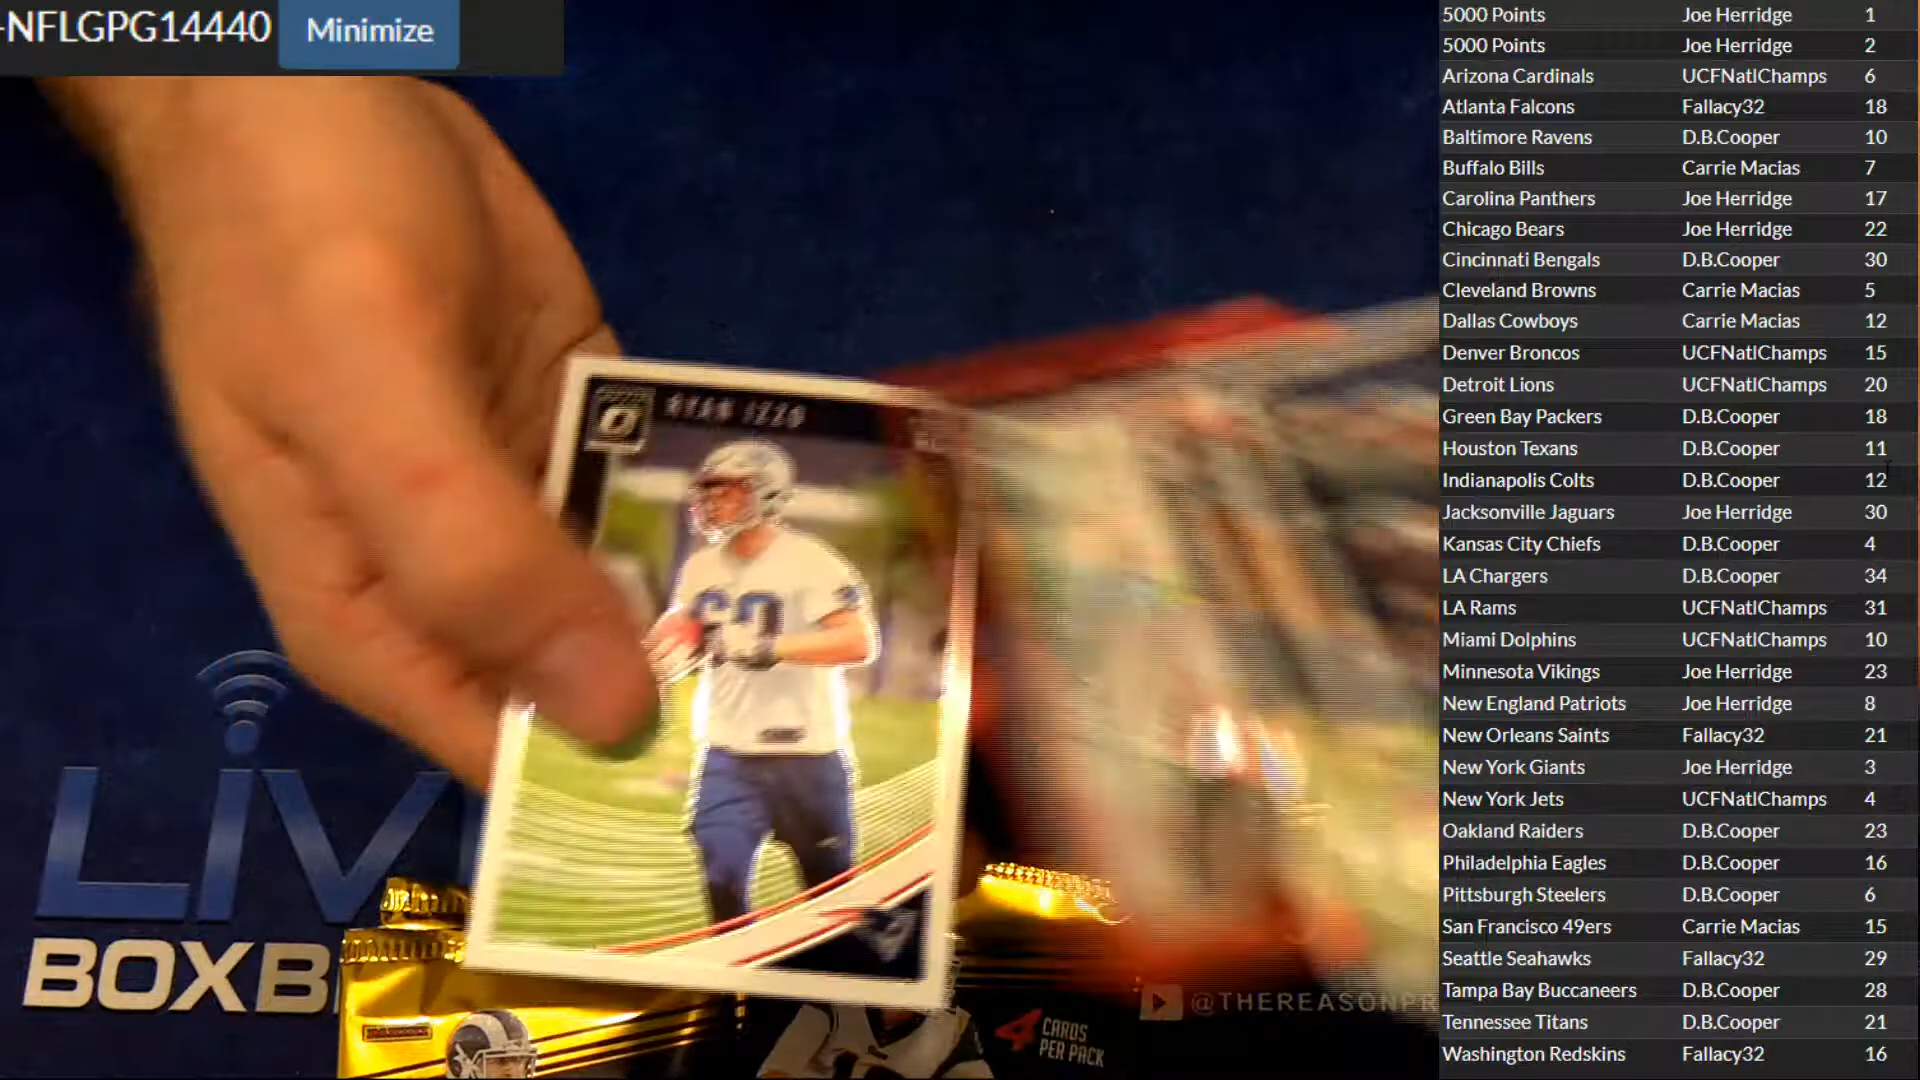 -NFLGPG14440 Minimize
RYAN IZZO
60
LIV
BOXB
4 CARDS
PER PACK
@THEREASONPR
5000 Points Joe Herridge 1
5000 Points Joe Herridge 2
Arizona Cardinals UCFNatlChamps 6
Atlanta Falcons Fallacy32 18
Baltimore Ravens D.B.Cooper 10
Buffalo Bills Carrie Macias 7
Carolina Panthers Joe Herridge 17
Chicago Bears Joe Herridge 22
Cincinnati Bengals D.B.Cooper 30
Cleveland Browns Carrie Macias 5
Dallas Cowboys Carrie Macias 12
Denver Broncos UCFNatlChamps 15
Detroit Lions UCFNatlChamps 20
Green Bay Packers D.B.Cooper 18
Houston Texans D.B.Cooper 11
Indianapolis Colts D.B.Cooper 12
Jacksonville Jaguars Joe Herridge 30
Kansas City Chiefs D.B.Cooper 4
LA Chargers D.B.Cooper 34
LA Rams UCFNatlChamps 31
Miami Dolphins UCFNatlChamps 10
Minnesota Vikings Joe Herridge 23
New England Patriots Joe Herridge 8
New Orleans Saints Fallacy32 21
New York Giants Joe Herridge 3
New York Jets UCFNatlChamps 4
Oakland Raiders D.B.Cooper 23
Philadelphia Eagles D.B.Cooper 16
Pittsburgh Steelers D.B.Cooper 6
San Francisco 49ers Carrie Macias 15
Seattle Seahawks Fallacy32 29
Tampa Bay Buccaneers D.B.Cooper 28
Tennessee Titans D.B.Cooper 21
Washington Redskins Fallacy32 16